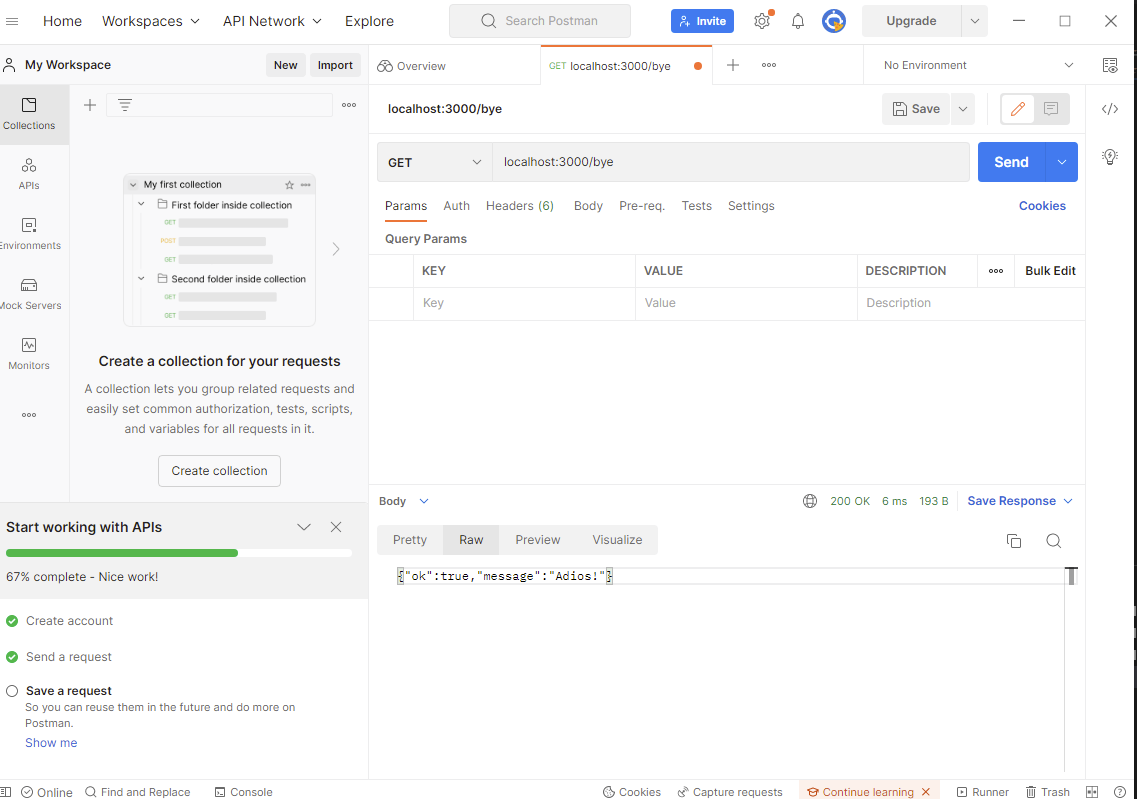 Home Workspaces API Network Explore Search Postman Invite Upgrade
My Workspace New Import Overview GET localhost:3000/bye No Environment
Collections
APIs
Environments
Mock Servers
Monitors
My first collection
First folder inside collection
GET
POST
GET
Second folder inside collection
GET
GET
Create a collection for your requests
A collection lets you group related requests and
easily set common authorization, tests, scripts,
and variables for all requests in it.
Create collection
Start working with APIs
67% complete - Nice work!
Create account
Send a request
Save a request
So you can reuse them in the future and do more on
Postman.
Show me
localhost:3000/bye Save
GET localhost:3000/bye Send
Params Auth Headers (6) Body Pre-req. Tests Settings Cookies
Query Params
KEY VALUE DESCRIPTION Bulk Edit
Key Value Description
Body 200 OK 6 ms 193 B Save Response
Pretty Raw Preview Visualize
{"ok":true,"message":"Adios!"}
Online Find and Replace Console Cookies Capture requests Continue learning Runner Trash